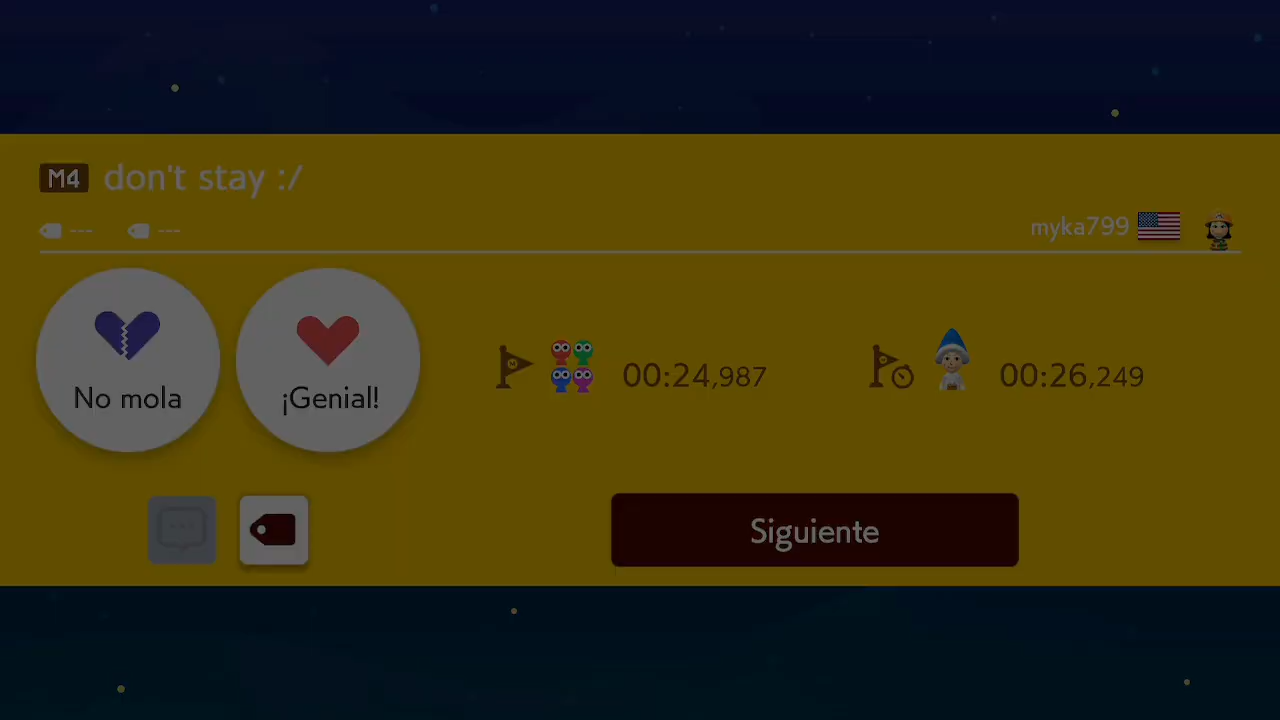 M4 don't stay :/
--- ---
myka799
No mola
¡Genial!
M
00:24,987
00:26,249
Siguiente